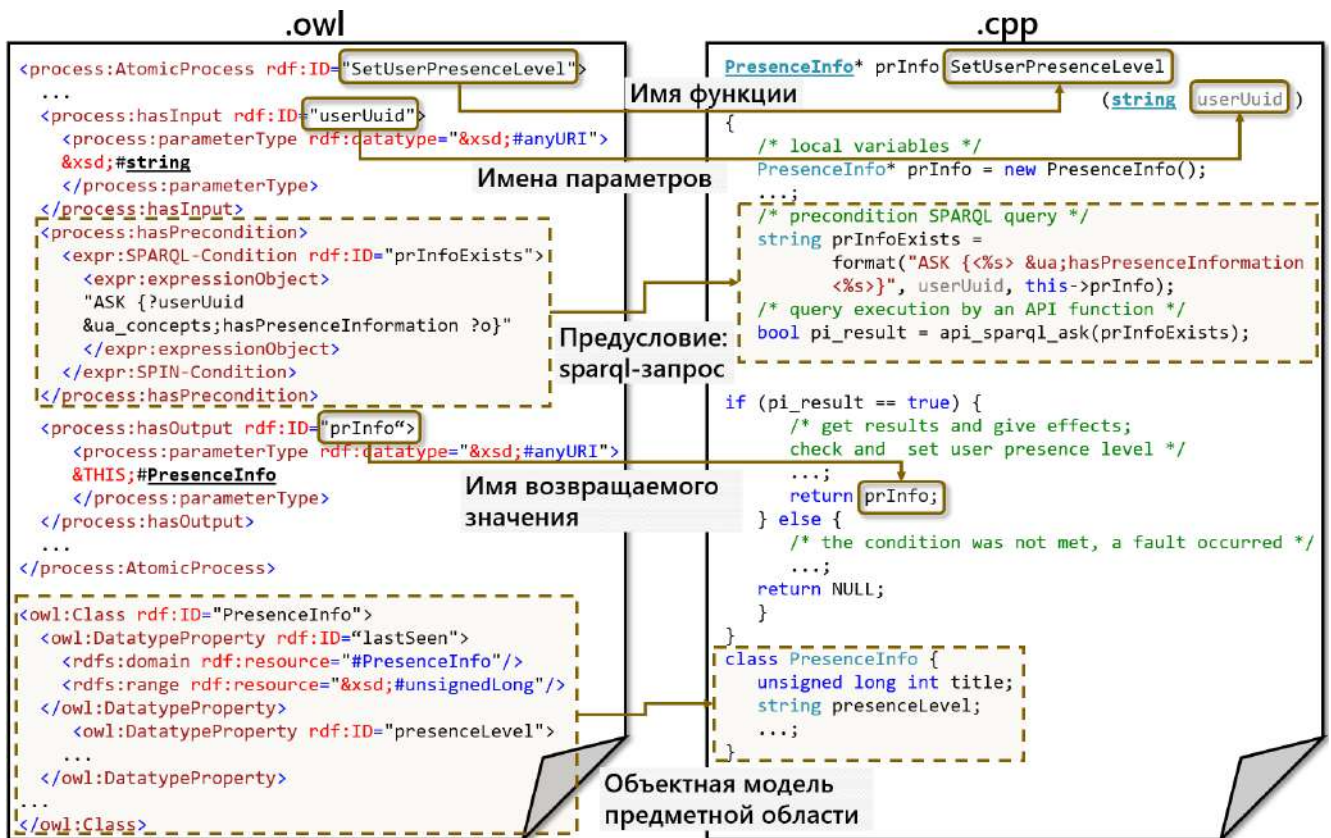 .owl
<process:AtomicProcess rdf:ID="SetUserPresenceLevel">
...
<process:hasInput rdf:ID="userUuid">
<process:parameterType rdf:datatype="&xsd;#anyURI">
&xsd;#string
</process:parameterType>
</process:hasInput>
<process:hasPrecondition>
<expr:SPARQL-Condition rdf:ID="prInfoExists">
<expr:expressionObject>
"ASK {?userUuid
&ua_concepts;hasPresenceInformation ?o}"
</expr:expressionObject>
</expr:SPIN-Condition>
</process:hasPrecondition>
<process:hasOutput rdf:ID="prInfo“>
<process:parameterType rdf:datatype="&xsd;#anyURI">
&THIS;#PresenceInfo
</process:parameterType>
</process:hasOutput>
...
</process:AtomicProcess>
<owl:Class rdf:ID="PresenceInfo">
<owl:DatatypeProperty rdf:ID=“lastSeen">
<rdfs:domain rdf:resource="#PresenceInfo"/>
<rdfs:range rdf:resource="&xsd;#unsignedLong"/>
</owl:DatatypeProperty>
<owl:DatatypeProperty rdf:ID="presenceLevel">
...
</owl:DatatypeProperty>
...
</owl:Class>
Имя функции
Имена параметров
Предусловие:
sparql-запрос
Имя возвращаемого
значения
Объектная модель
предметной области
.cpp
PresenceInfo* prInfo SetUserPresenceLevel
(string userUuid )
{
/* local variables */
PresenceInfo* prInfo = new PresenceInfo();
...;
/* precondition SPARQL query */
string prInfoExists =
format("ASK {<%s> &ua;hasPresenceInformation
<%s>}", userUuid, this->prInfo);
/* query execution by an API function */
bool pi_result = api_sparql_ask(prInfoExists);
if (pi_result == true) {
/* get results and give effects;
check and set user presence level */
...;
return prInfo;
} else {
/* the condition was not met, a fault occurred */
...;
return NULL;
}
}
class PresenceInfo {
unsigned long int title;
string presenceLevel;
...;
}